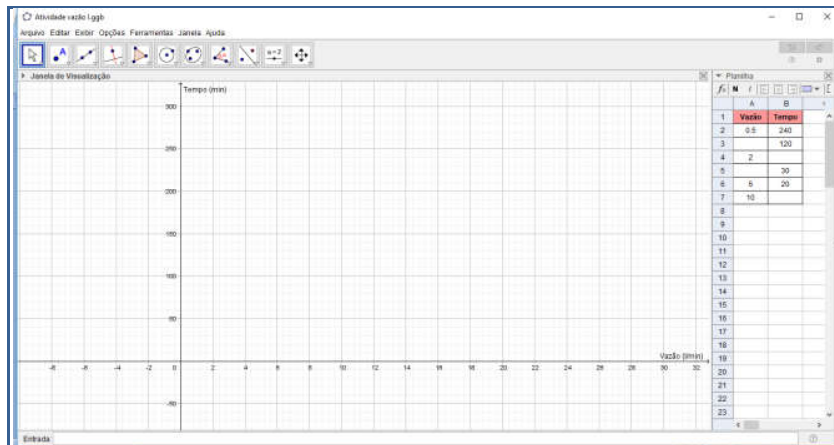 Atividade vazão I.ggb
Arquivo Editar Exibir Opções Ferramentas Janela Ajuda
A
a=2
Janela de Visualização
Planilha
fx N I
Tempo (min)
300
250
200
150
100
50
-50
Vazão (l/min)
-8 -6 -4 -2 0 2 4 6 8 10 12 14 16 18 20 22 24 26 28 30 32
A B
1 Vazão Tempo
2 0.5 240
3 120
4 2
5 30
6 6 20
7 10
8
9
10
11
12
13
14
15
16
17
18
19
20
21
22
23
Entrada: